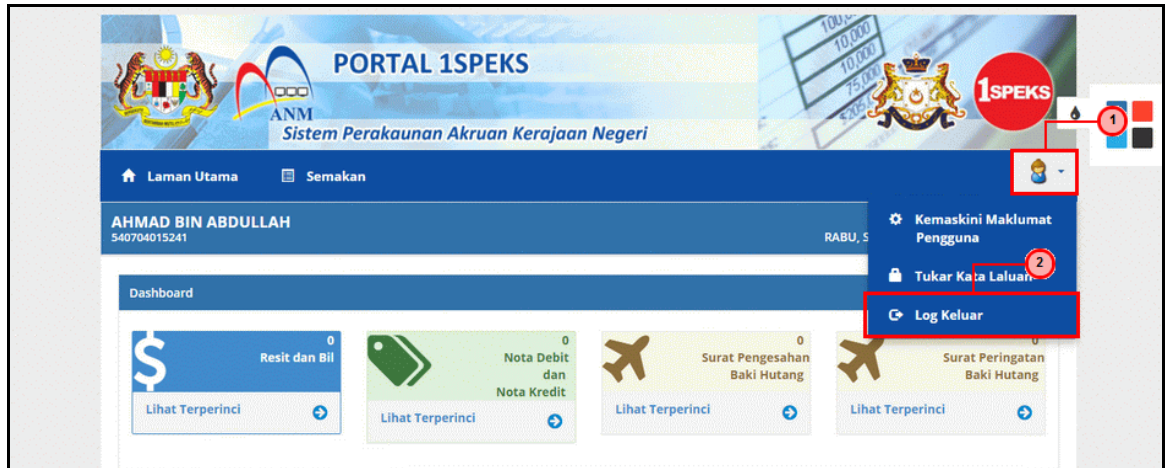 PORTAL 1SPEKS
ANM
Sistem Perakaunan Akruan Kerajaan Negeri
1SPEKS
1
Laman Utama
Semakan
AHMAD BIN ABDULLAH
540704015241
RABU, S
Kemaskini Maklumat
Pengguna
2
Tukar Kata Laluan
Log Keluar
Dashboard
0
Resit dan Bil
Lihat Terperinci
0
Nota Debit
dan
Nota Kredit
Lihat Terperinci
0
Surat Pengesahan
Baki Hutang
Lihat Terperinci
0
Surat Peringatan
Baki Hutang
Lihat Terperinci